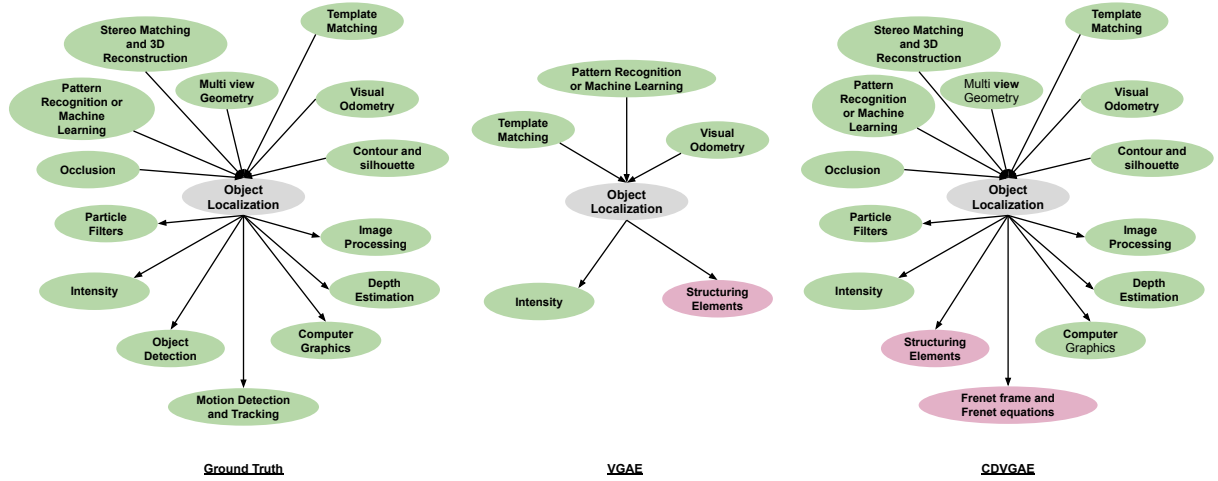 Stereo Matching
and 3D
Reconstruction
Template
Matching
Multi view
Geometry
Pattern
Recognition or
Machine
Learning
Visual
Odometry
Occlusion
Contour and
silhouette
Object
Localization
Particle
Filters
Image
Processing
Intensity
Depth
Estimation
Object
Detection
Computer
Graphics
Motion Detection
and Tracking
Ground Truth
Pattern Recognition
or Machine Learning
Template
Matching
Visual
Odometry
Object
Localization
Intensity
Structuring
Elements
VGAE
Stereo Matching
and 3D
Reconstruction
Template
Matching
Multi view
Geometry
Pattern
Recognition
or Machine
Learning
Visual
Odometry
Occlusion
Contour and
silhouette
Object
Localization
Particle
Filters
Image
Processing
Intensity
Depth
Estimation
Structuring
Elements
Computer
Graphics
Frenet frame and
Frenet equations
CDVGAE